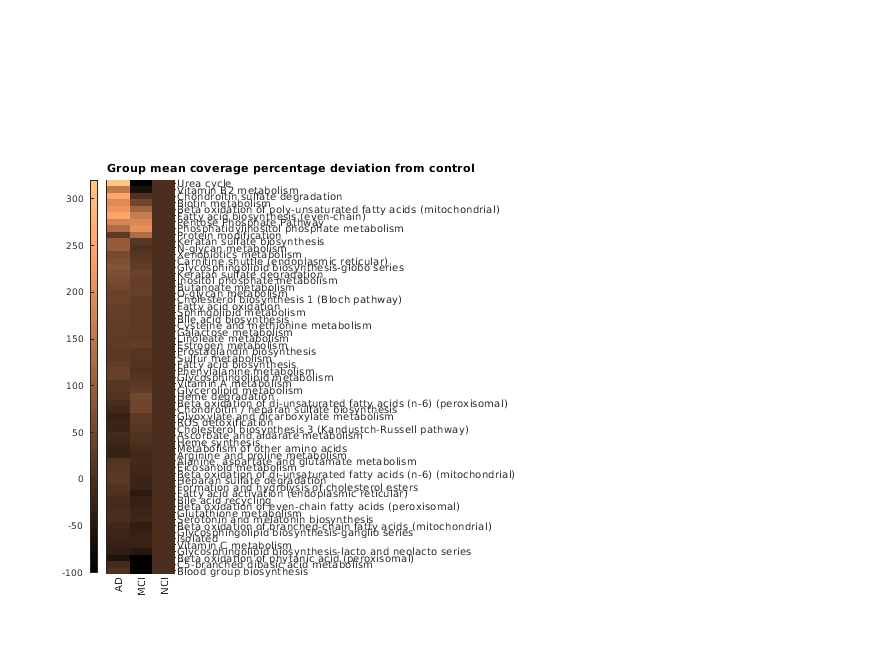 Group mean coverage percentage deviation from control
300
250
200
150
100
50
0
-50
-100
Urea cycle
Vitamin B2 metabolism
Chondroitin sulfate degradation
Biotin metabolism
Beta oxidation of poly-unsaturated fatty acids (mitochondrial)
Fatty acid biosynthesis (even-chain)
Pentose Phosphate Pathway
Phosphatidylinositol phosphate metabolism
Protein modification
Keratan sulfate biosynthesis
N-glycan metabolism
Xenobiotics metabolism
Carnitine shuttle (endoplasmic reticular)
Glycosphingolipid biosynthesis-globo series
Keratan sulfate degradation
Inositol phosphate metabolism
Butanoate metabolism
O-glycan metabolism
Cholesterol biosynthesis 1 (Bloch pathway)
Fatty acid oxidation
Sphingolipid metabolism
Bile acid biosynthesis
Cysteine and methionine metabolism
Galactose metabolism
Linoleate metabolism
Estrogen metabolism
Prostaglandin biosynthesis
Sulfur metabolism
Fatty acid biosynthesis
Phenylalanine metabolism
Glycosphingolipid metabolism
Vitamin A metabolism
Glycerolipid metabolism
Heme degradation
Beta oxidation of di-unsaturated fatty acids (n-6) (peroxisomal)
Chondroitin / heparan sulfate biosynthesis
Glyoxylate and dicarboxylate metabolism
ROS detoxification
Cholesterol biosynthesis 3 (Kandustch-Russell pathway)
Ascorbate and aldarate metabolism
Heme synthesis
Metabolism of other amino acids
Arginine and proline metabolism
Alanine, aspartate and glutamate metabolism
Eicosanoid metabolism
Beta oxidation of di-unsaturated fatty acids (n-6) (mitochondrial)
Heparan sulfate degradation
Formation and hydrolysis of cholesterol esters
Fatty acid activation (endoplasmic reticular)
Bile acid recycling
Beta oxidation of even-chain fatty acids (peroxisomal)
Glutathione metabolism
Serotonin and melatonin biosynthesis
Beta oxidation of branched-chain fatty acids (mitochondrial)
Glycosphingolipid biosynthesis-ganglio series
Isolated
Vitamin C metabolism
Glycosphingolipid biosynthesis-lacto and neolacto series
Beta oxidation of phytanic acid (peroxisomal)
C5-branched dibasic acid metabolism
Blood group biosynthesis
AD
MCI
NCI